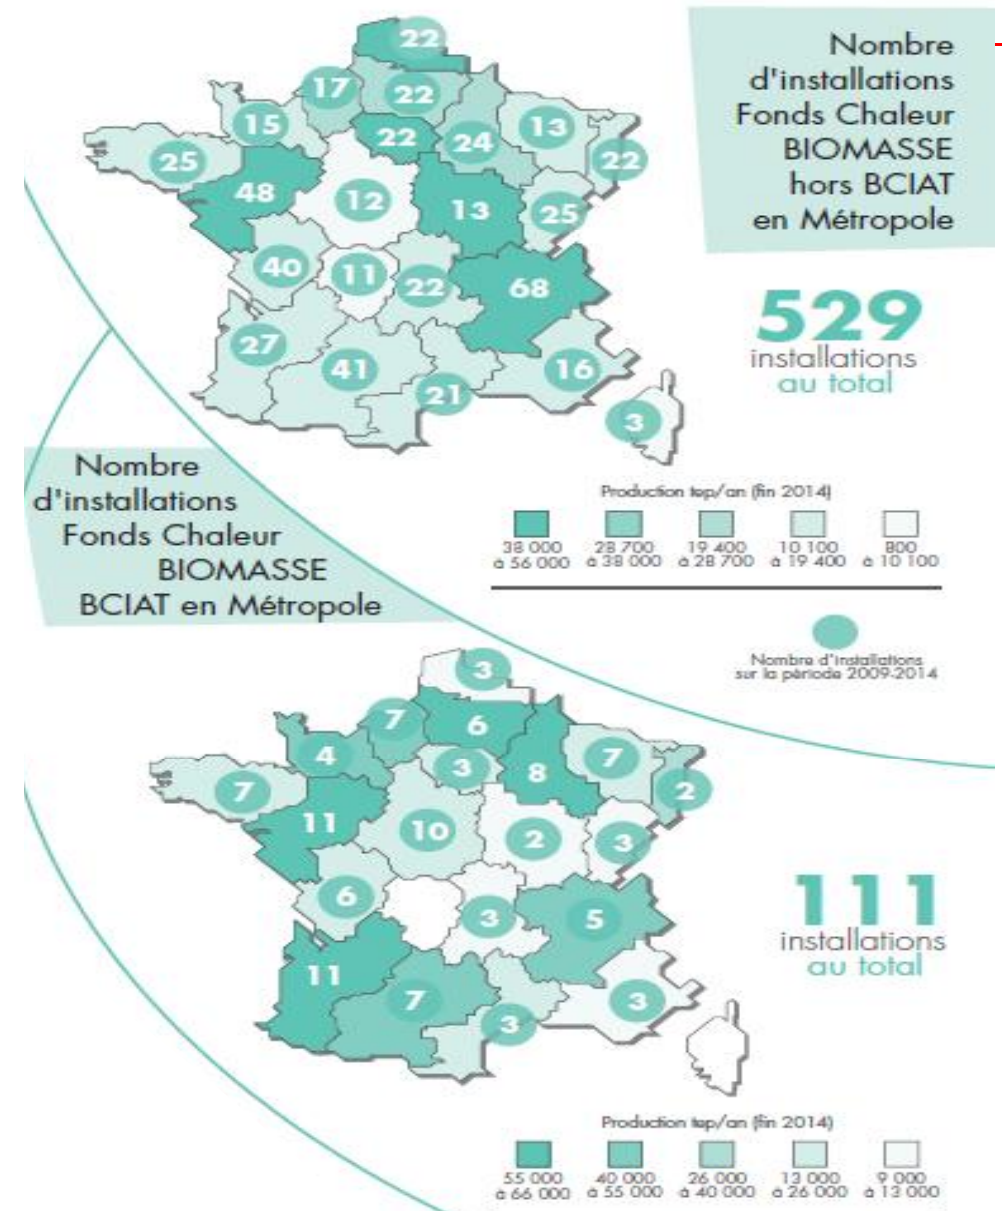 Nombre
d'installations
Fonds Chaleur
BIOMASSE
hors BCIAT
en Métropole
22
17
22
15
22
24
13
25
22
48
12
13
25
40
11
22
68
27
41
21
16
3
529
installations
au total
Production tep/an (fin 2014)
38 000 à 56 000
28 700 à 38 000
19 400 à 28 700
10 100 à 19 400
800 à 10 100
Nombre d'installations
sur la période 2009-2014
Nombre
d'installations
Fonds Chaleur
BIOMASSE
BCIAT en Métropole
3
7
6
4
3
8
7
7
2
11
10
2
3
6
3
5
11
7
3
3
111
installations
au total
Production tep/an (fin 2014)
55 000 à 66 000
40 000 à 55 000
26 000 à 40 000
13 000 à 26 000
9 000 à 13 000